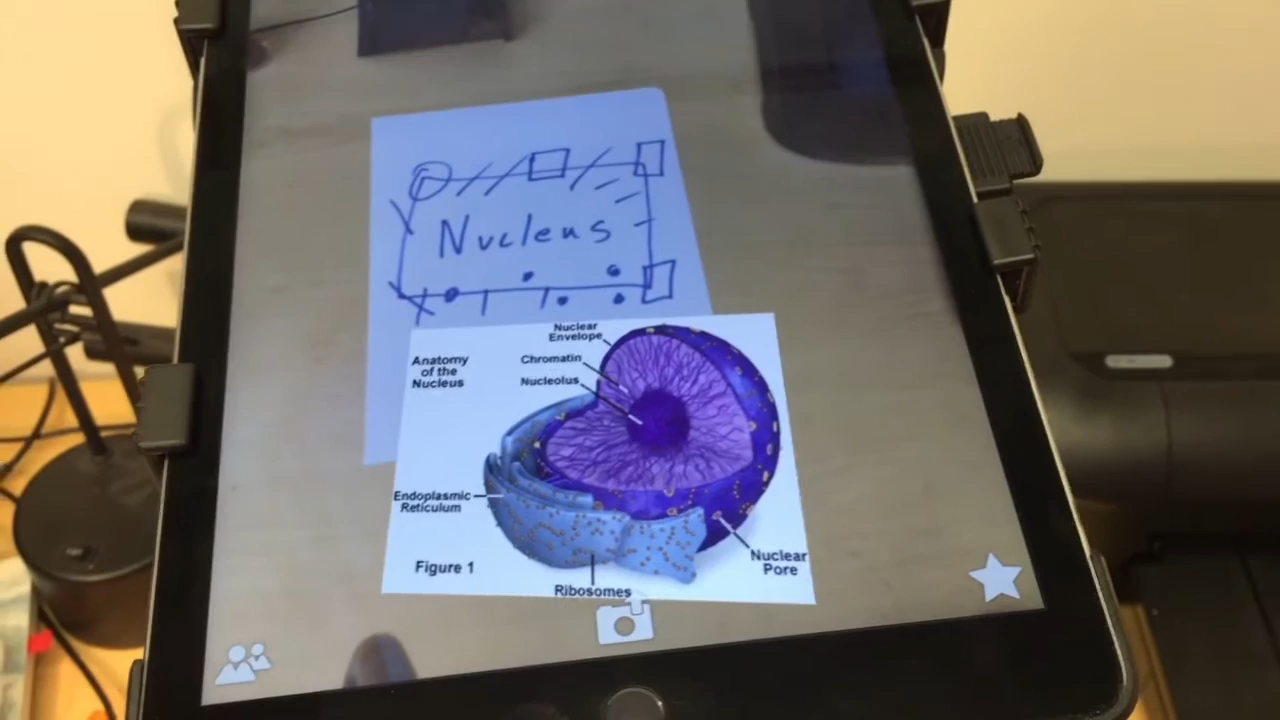 Nucleus
Nuclear
Envelope
Anatomy
of the
Nucleus
Chromatin
Nucleolus
Endoplasmic
Reticulum
Nuclear
Pore
Figure 1
Ribosomes